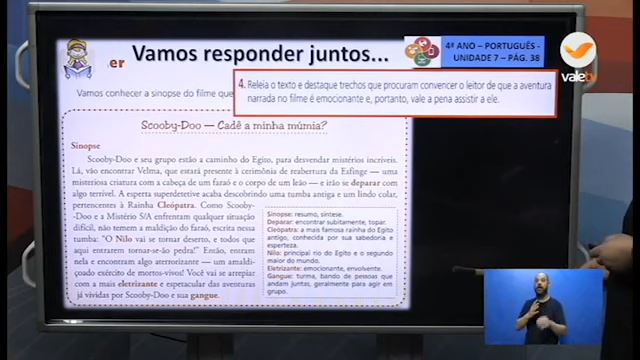 er Vamos responder juntos...
4º ANO – PORTUGUÊS -
UNIDADE 7 – PÁG. 38
valetv
4. Releia o texto e destaque trechos que procuram convencer o leitor de que a aventura
narrada no filme é emocionante e, portanto, vale a pena assistir a ele.
Vamos conhecer a sinopse do filme que
Scooby-Doo — Cadê a minha múmia?
Sinopse
Scooby-Doo e seu grupo estão a caminho do Egito, para desvendar mistérios incríveis.
Lá, vão encontrar Velma, que estará presente à cerimônia de reabertura da Esfinge — uma
misteriosa criatura com a cabeça de um faraó e o corpo de um leão — e irão se deparar com
algo terrível. A esperta superdetetive acaba descobrindo uma tumba antiga e um lindo colar,
pertencentes à Rainha Cleópatra. Como Scooby-
-Doo e a Mistério S/A enfrentam qualquer situação
difícil, não temem a maldição do faraó, escrita nessa
tumba: "O Nilo vai se tornar deserto, e todos que
aqui entrarem tornar-se-ão pedra!" Então, entram
nela e encontram algo aterrorizante — um amaldi-
çoado exército de mortos-vivos! Você vai se arrepiar
com a mais eletrizante e espetacular das aventuras
já vividas por Scooby-Doo e sua gangue.
Sinopse: resumo, síntese.
Deparar: encontrar subitamente, topar.
Cleópatra: a mais famosa rainha do Egito
antigo, conhecida por sua sabedoria e
esperteza.
Nilo: principal rio do Egito e o segundo
maior do mundo.
Eletrizante: emocionante, envolvente.
Gangue: turma, bando de pessoas que
andam juntas, geralmente para agir em
grupo.